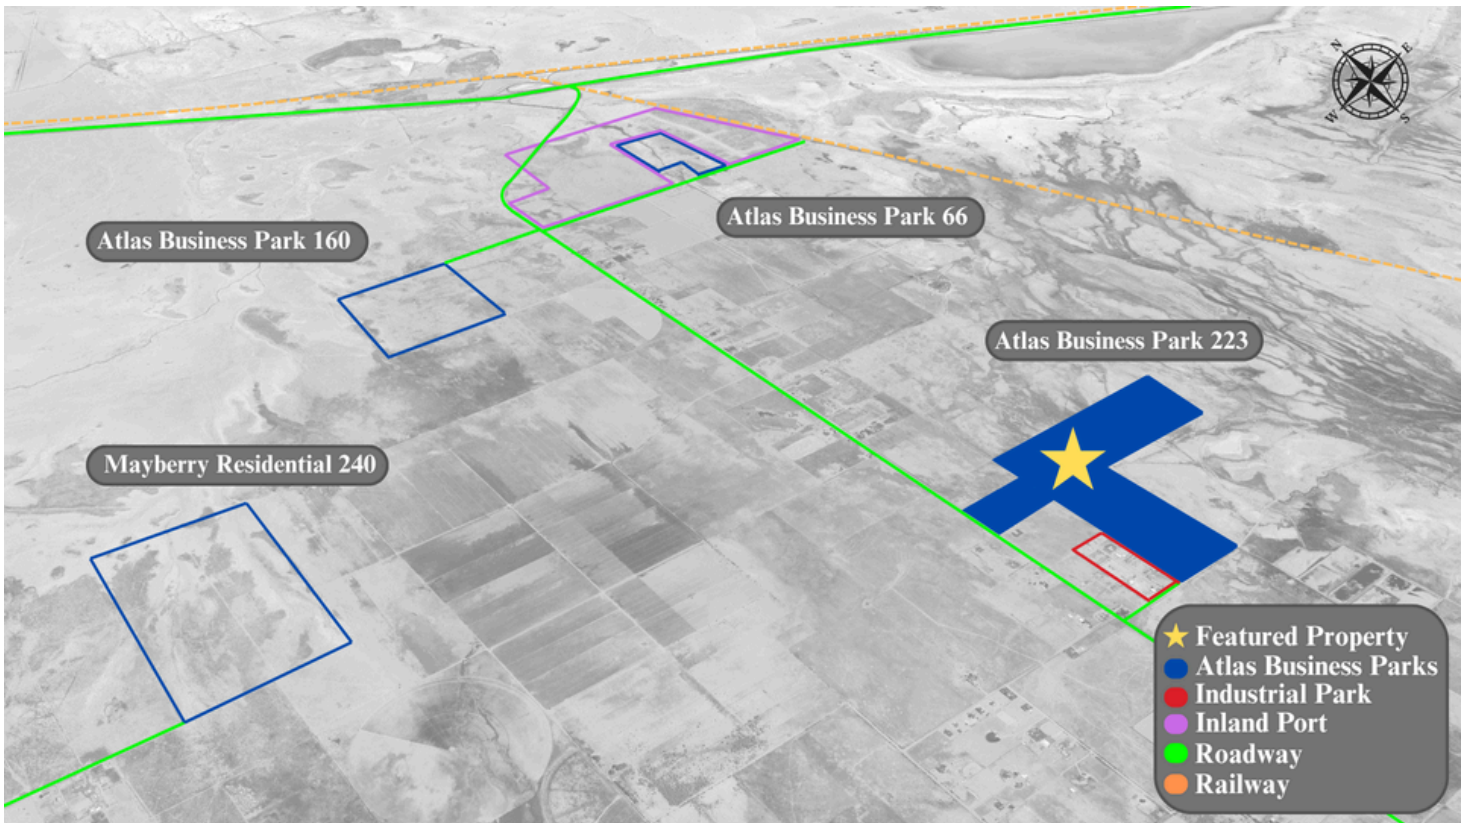 N
E
W
S
Atlas Business Park 66
Atlas Business Park 160
Atlas Business Park 223
Mayberry Residential 240
Featured Property
Atlas Business Parks
Industrial Park
Inland Port
Roadway
Railway